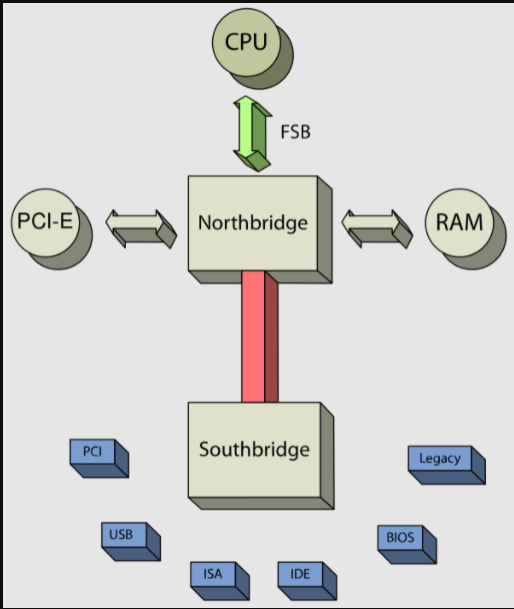 CPU
FSB
PCI-E
Northbridge
RAM
Southbridge
PCI
Legacy
USB
BIOS
ISA
IDE